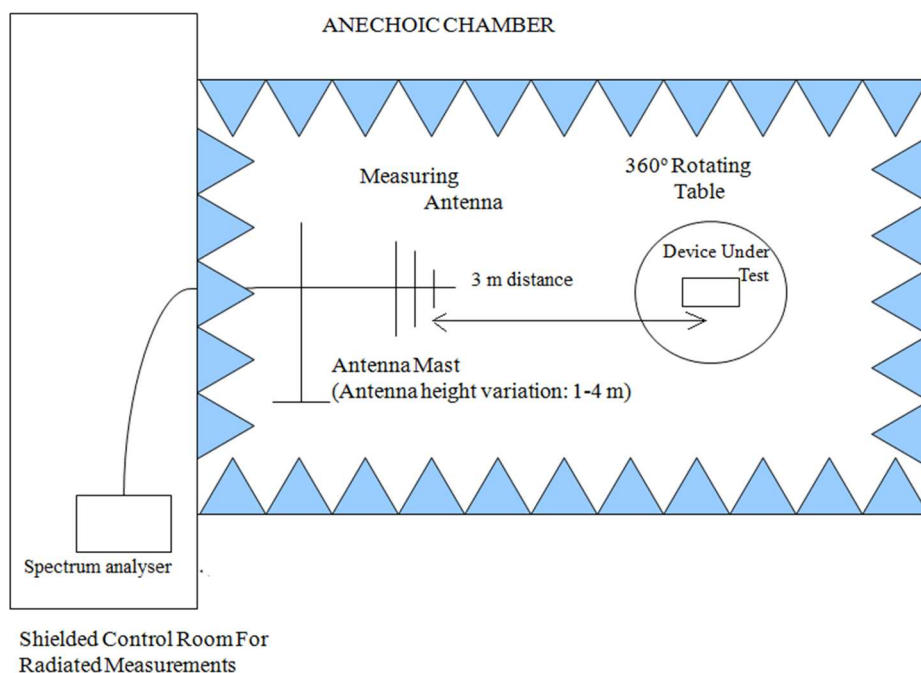 ANECHOIC CHAMBER
Measuring
Antenna
360º Rotating
Table
Device Under
Test
3 m distance
Antenna Mast
(Antenna height variation: 1-4 m)
Spectrum analyser
Shielded Control Room For
Radiated Measurements